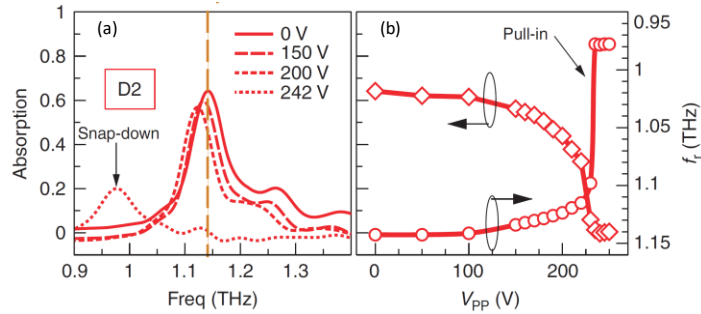 (a)
0 V
150 V
200 V
242 V
D2
Snap-down
Absorption
1
0.8
0.6
0.4
0.2
0
0.9
1
1.1
1.2
1.3
Freq (THz)
(b)
Pull-in
0
100
200
V_PP (V)
0.95
1
1.05
1.1
1.15
f_r (THz)